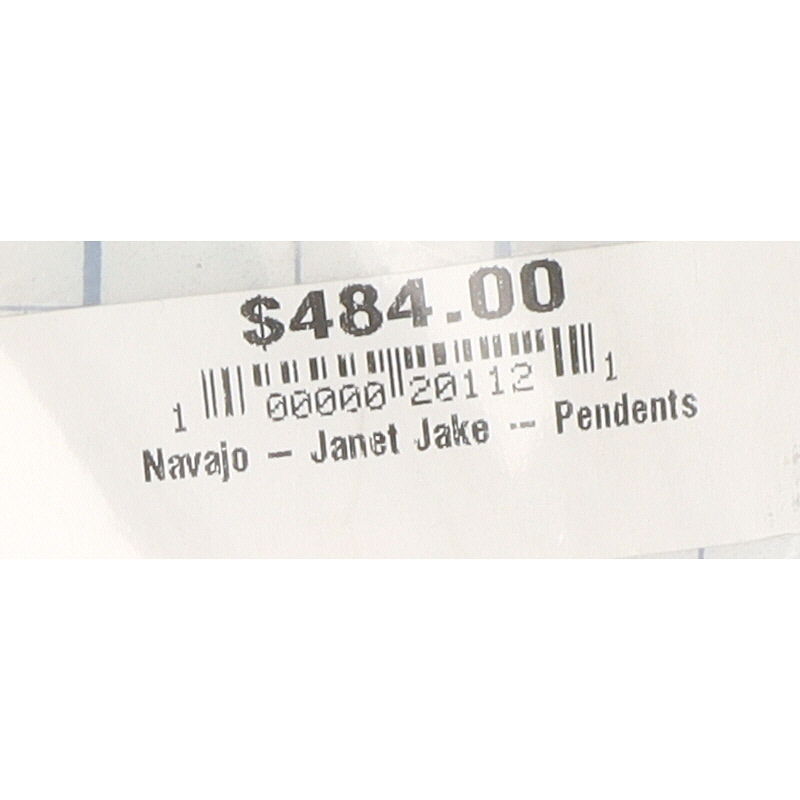 $484.00
1 00000 20112 1
Navajo - Janet Jake -- Pendents